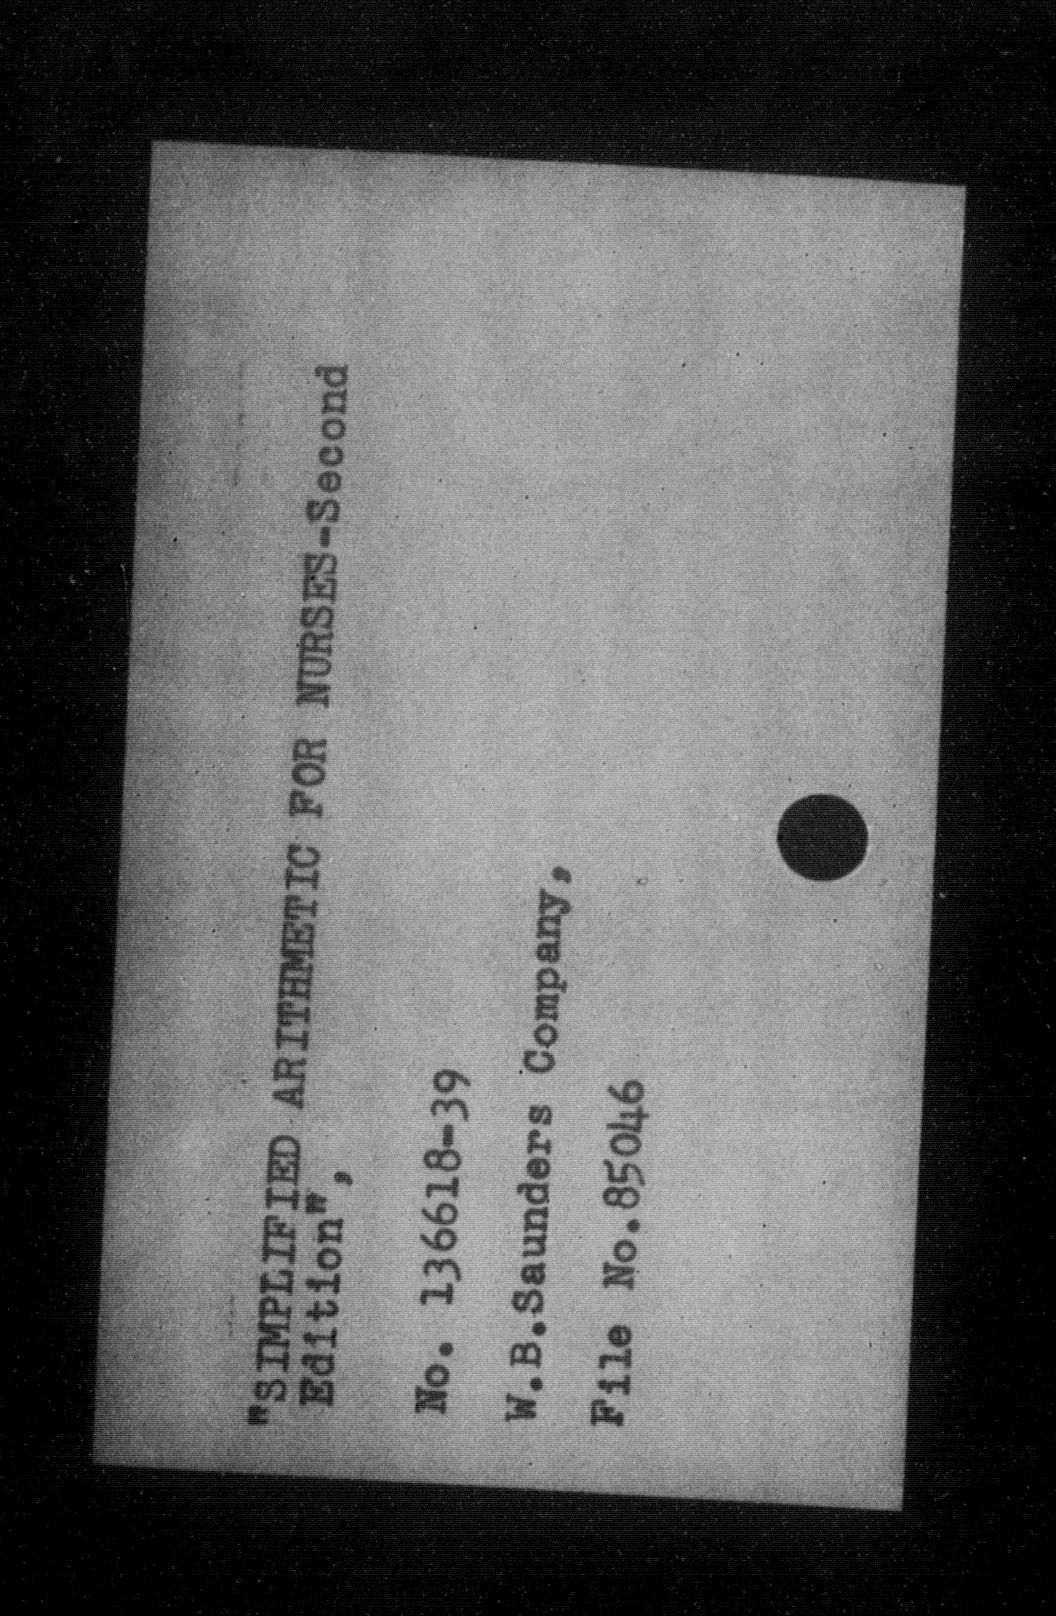 "SIMPLIFIED ARITHMETIC FOR NURSES-Second
Edition",
No. 136618-39
W.B.Saunders Company,
File No.85046